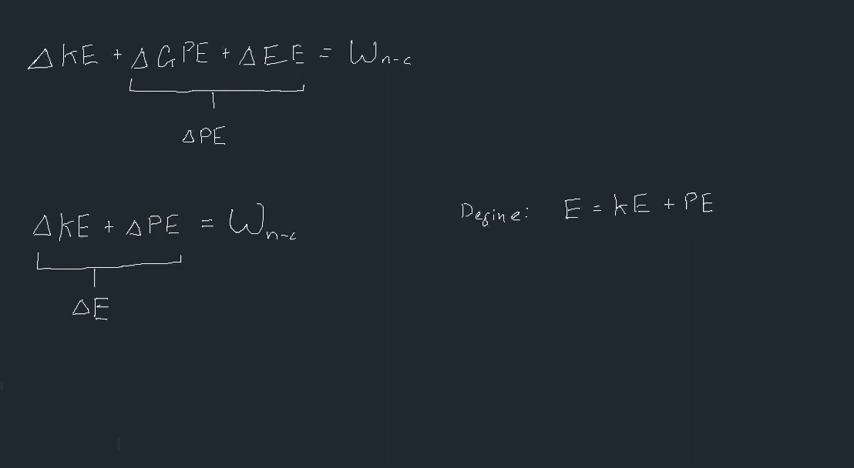 ΔKE + ΔGPE + ΔEE = Wn-c
ΔPE
ΔKE + ΔPE = Wn-c
Define: E = KE + PE
ΔE